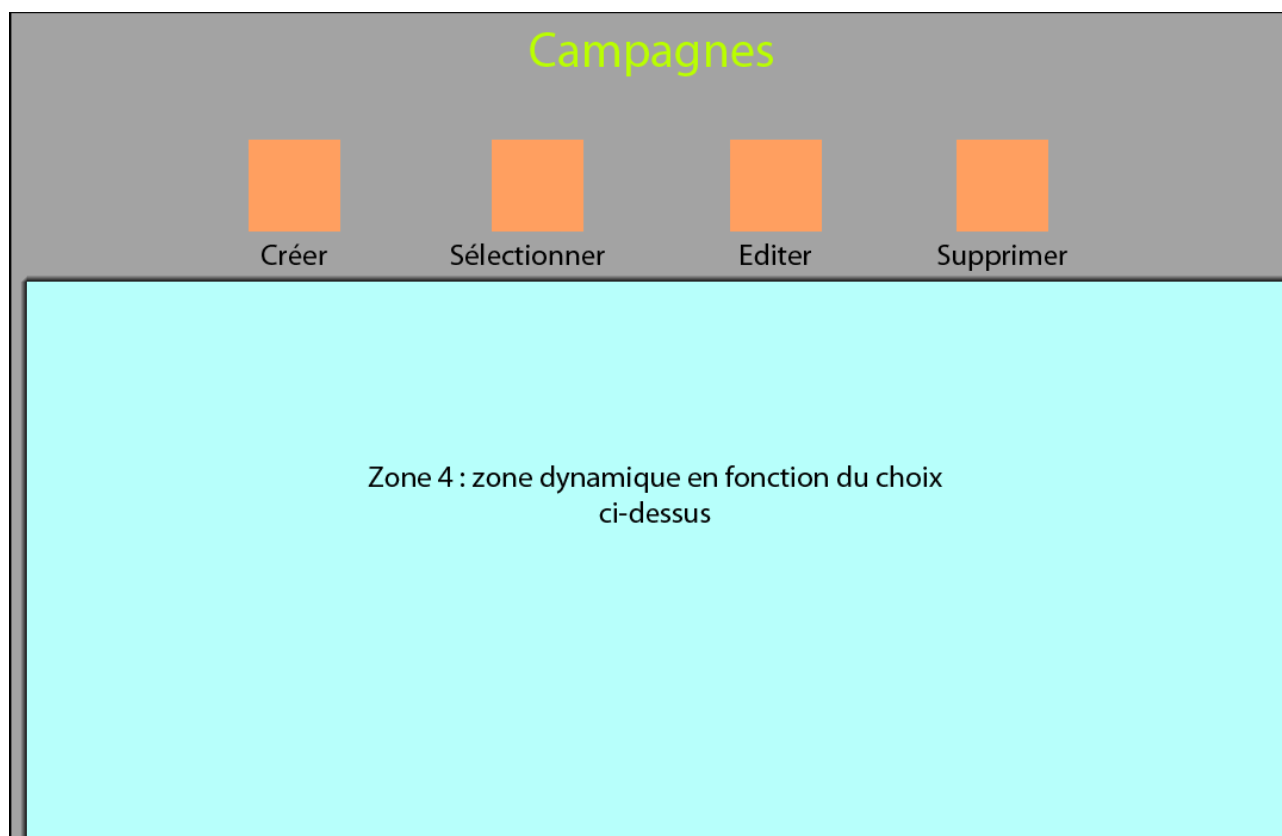 Campagnes
Créer Sélectionner Editer Supprimer
Zone 4 : zone dynamique en fonction du choix
ci-dessus